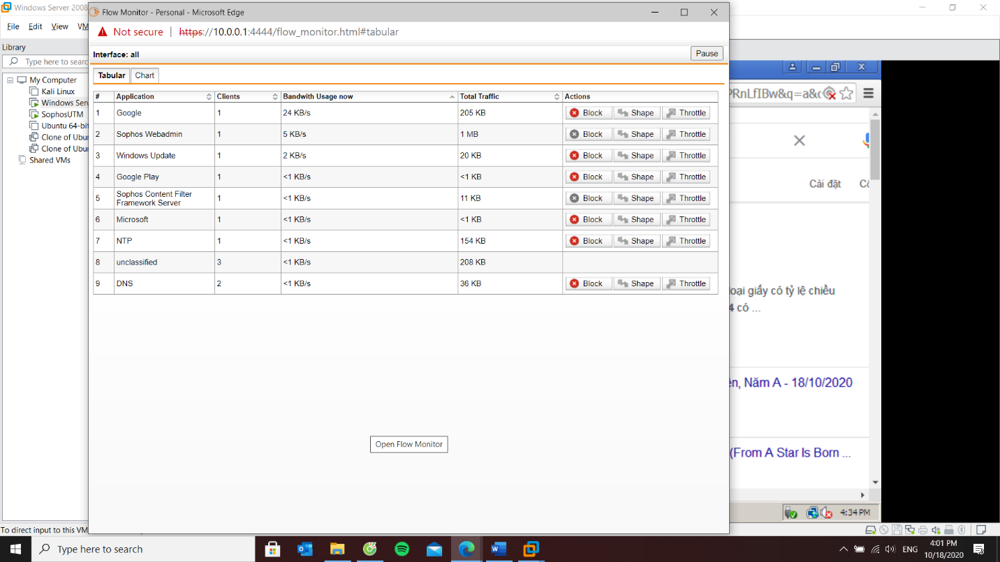 Windows Server 2008
File Edit View VM
Library
Type here to searc
My Computer
Kali Linux
Windows Serv
SophosUTM
Ubuntu 64-bit
Clone of Ubun
Clone of Ubun
Shared VMs
To direct input to this VM
Flow Monitor - Personal - Microsoft Edge
Not secure | https://10.0.0.1:4444/flow_monitor.html#tabular
Interface: all
Pause
Tabular Chart
# Application Clients Bandwith Usage now Total Traffic Actions
1 Google 1 24 KB/s 205 KB Block Shape Throttle
2 Sophos Webadmin 1 5 KB/s 1 MB Block Shape Throttle
3 Windows Update 1 2 KB/s 20 KB Block Shape Throttle
4 Google Play 1 <1 KB/s <1 KB Block Shape Throttle
5 Sophos Content Filter
Framework Server 1 <1 KB/s 11 KB Block Shape Throttle
6 Microsoft 1 <1 KB/s <1 KB Block Shape Throttle
7 NTP 1 <1 KB/s 154 KB Block Shape Throttle
8 unclassified 3 <1 KB/s 208 KB
9 DNS 2 <1 KB/s 36 KB Block Shape Throttle
Open Flow Monitor
PRnLfIBw&q=a&
Cài đặt
loại giấy có tỷ lệ chiều
4 có ...
ên, Năm A - 18/10/2020
(From A Star Is Born ...
4:34 PM
Type here to search
ENG
4:01 PM
10/18/2020